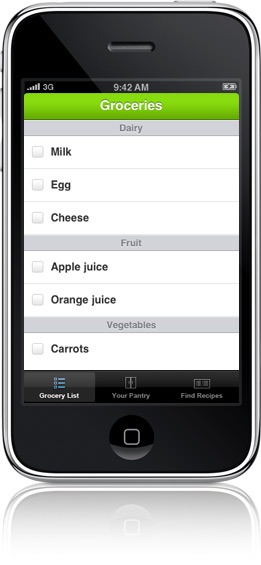 3G 9:42 AM
Groceries
Dairy
Milk
Egg
Cheese
Fruit
Apple juice
Orange juice
Vegetables
Carrots
Grocery List Your Pantry Find Recipes